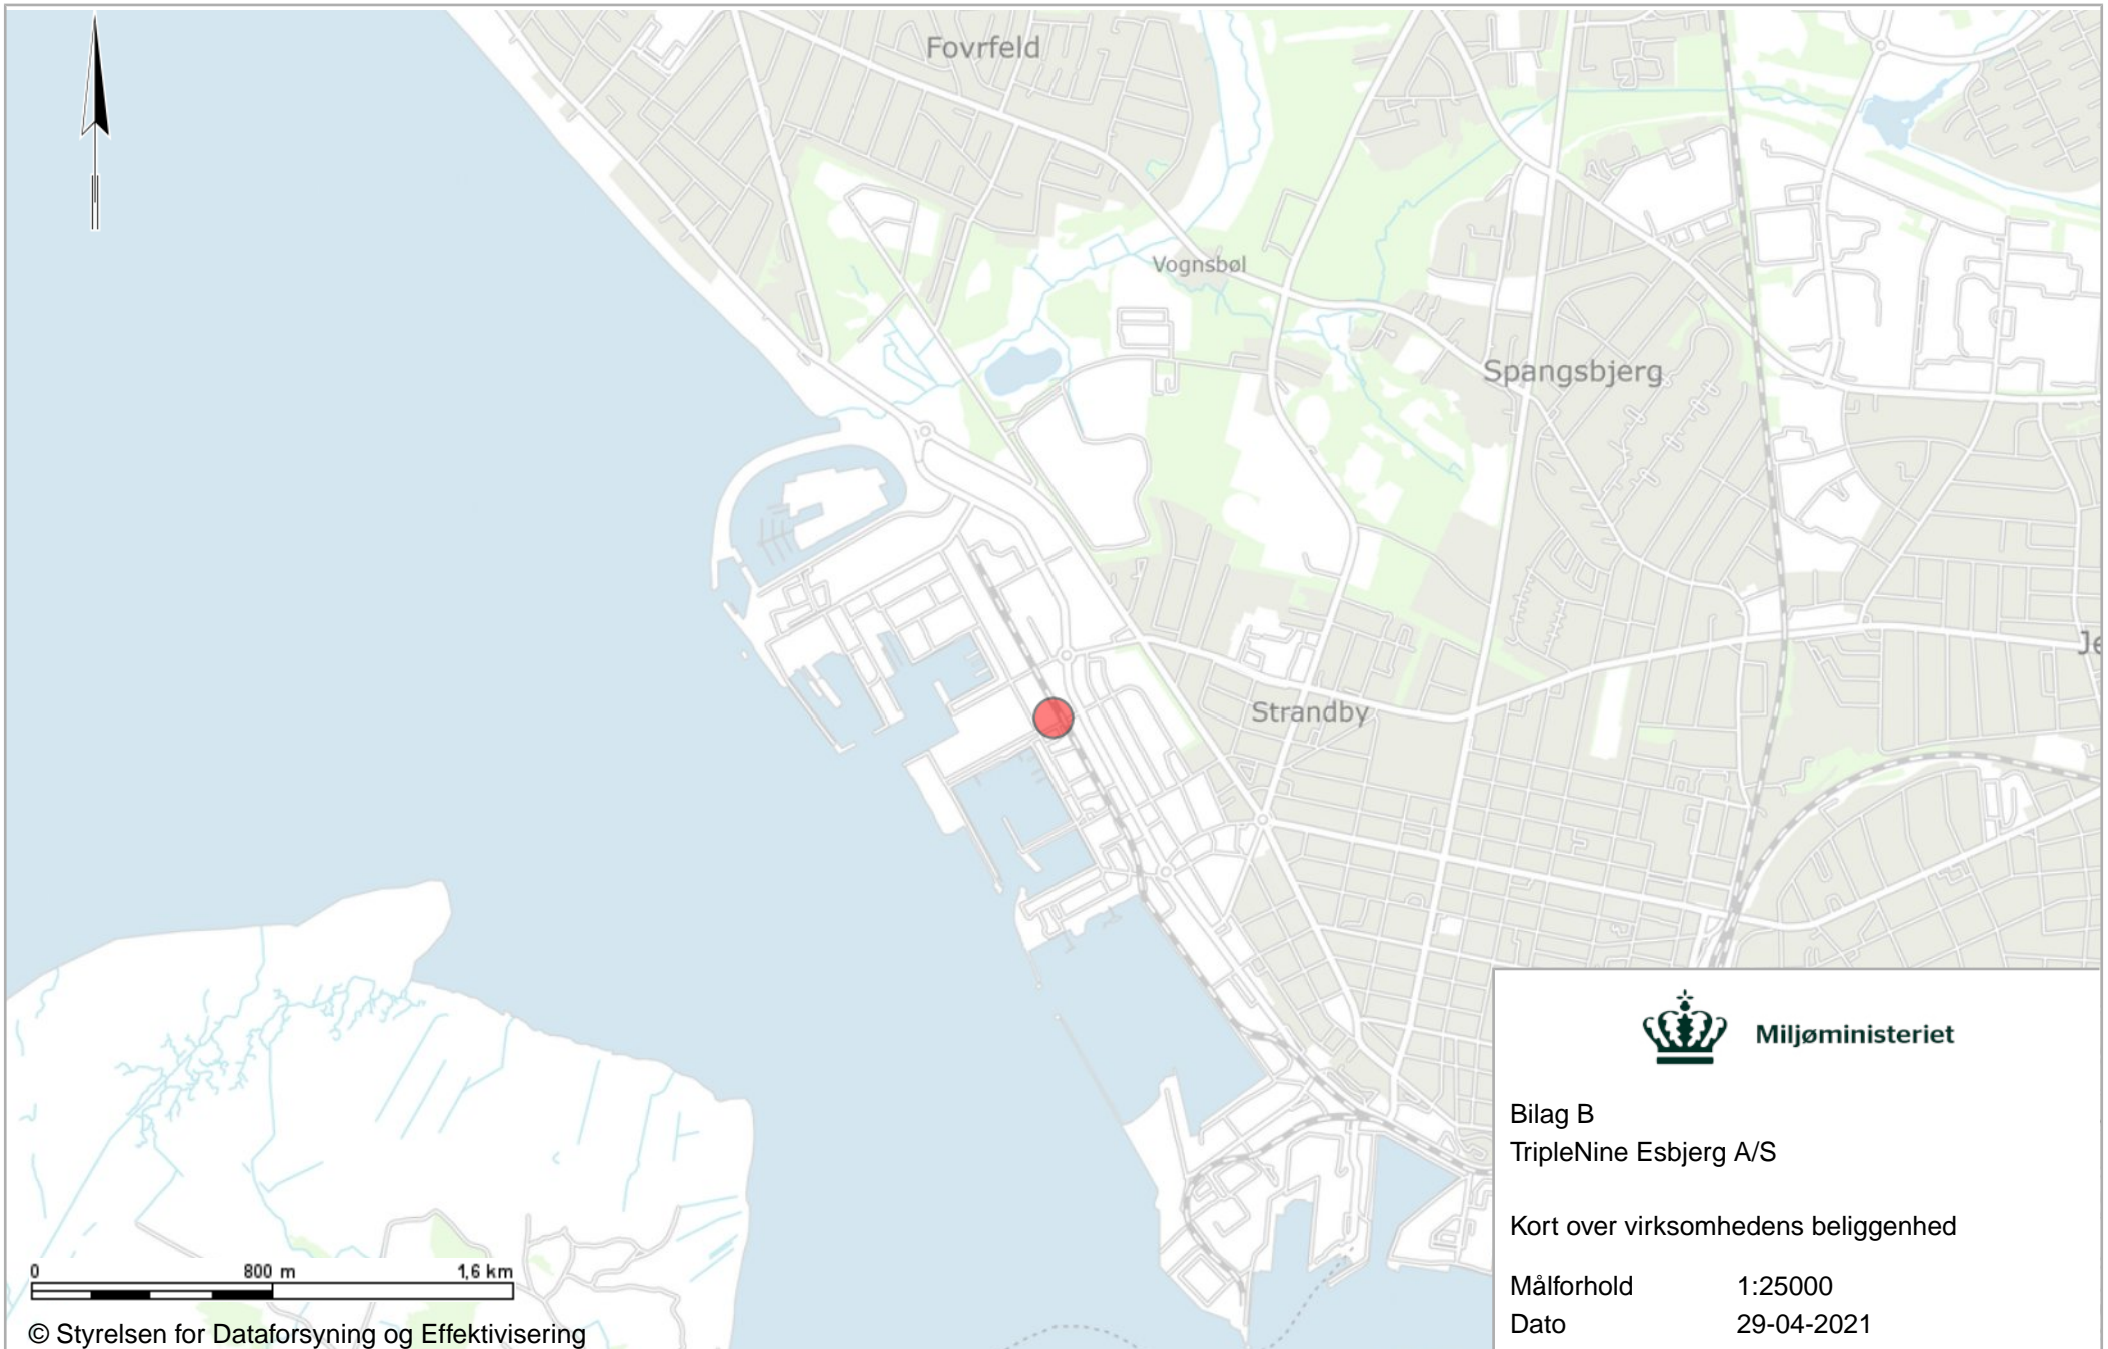 Fovrfeld
Vognsbøl
Spangsbjerg
Je
Strandby
Miljøministeriet
Bilag B
TripleNine Esbjerg A/S
Kort over virksomhedens beliggenhed
Målforhold 1:25000
Dato 29-04-2021
0 800 m 1,6 km
© Styrelsen for Dataforsyning og Effektivisering